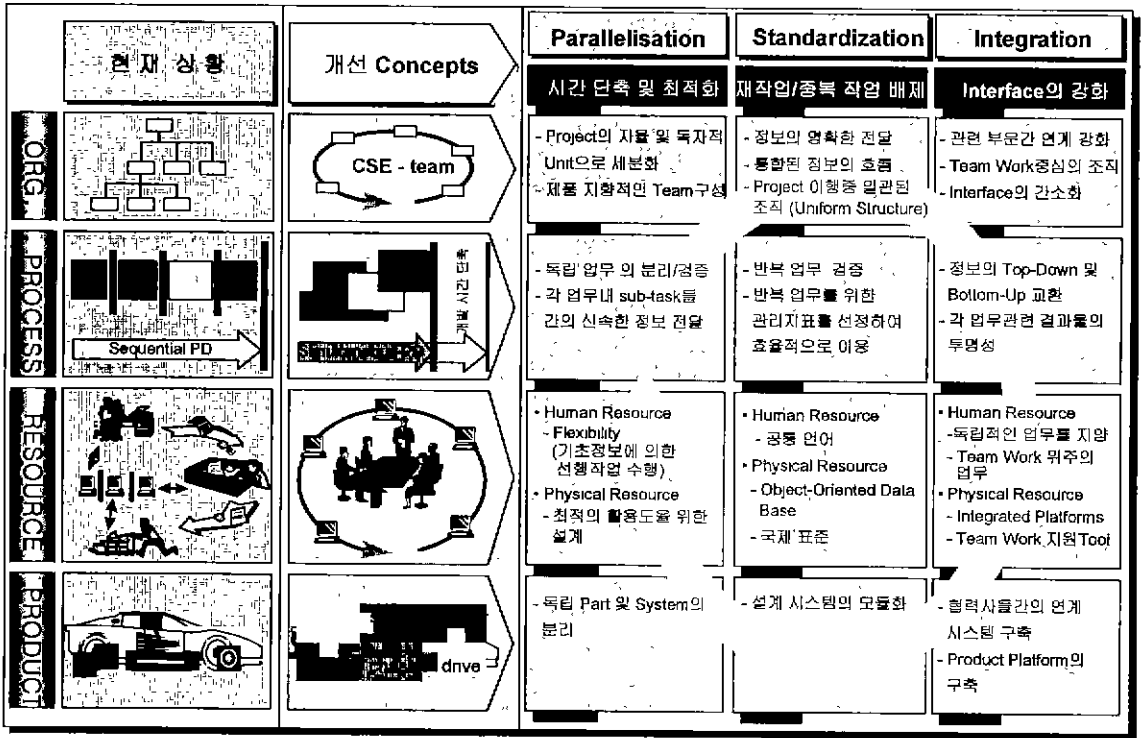 현재 상황
개선 Concepts
Parallelisation
Standardization
Integration
시간 단축 및 최적화
재작업/중복 작업 배제
Interface의 강화
ORG.
CSE - team
- Project의 자율 및 독자적
Unit으로 세분화
- 제품 지향적인 Team구성
- 정보의 명확한 전달
- 통합된 정보의 흐름
- Project 이행중 일관된
조직 (Uniform Structure)
- 관련 부문간 연계 강화
- Team Work중심의 조직
- Interface의 간소화
PROCESS
Sequential PD
개발 시간 단축
- 독립 업무 의 분리/검증
- 각 업무내 sub-task들
간의 신속한 정보 전달
- 반복 업무 검증
- 반복 업무를 위한
관리지표를 선정하여
효율적으로 이용
- 정보의 Top-Down 및
Bottom-Up 교환
- 각 업무관련 결과물의
투명성
RESOURCE
• Human Resource
- Flexibility
(기초정보에 의한
선행작업 수행)
• Physical Resource
- 최적의 활용도을 위한
설계
• Human Resource
- 공통 언어
• Physical Resource
- Object-Oriented Data
Base
- 국제 표준
• Human Resource
-독립적인 업무를 지양
- Team Work 위주의
업무
• Physical Resource
- Integrated Platforms
- Team Work 지원Tool
PRODUCT
drive
- 독립 Part 및 System의
분리
- 설계 시스템의 모듈화
- 협력사들간의 연계
시스템 구축
- Product Platform의
구축